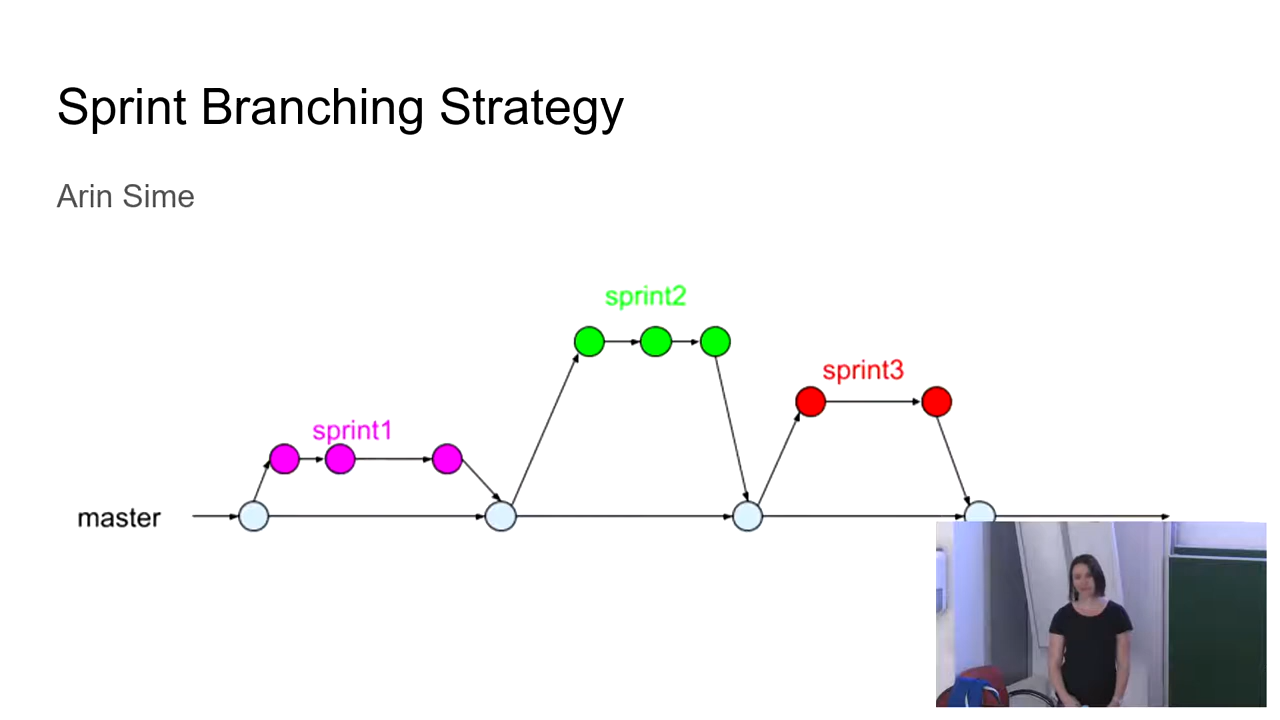 Sprint Branching Strategy
Arin Sime
sprint2
sprint3
sprint1
master